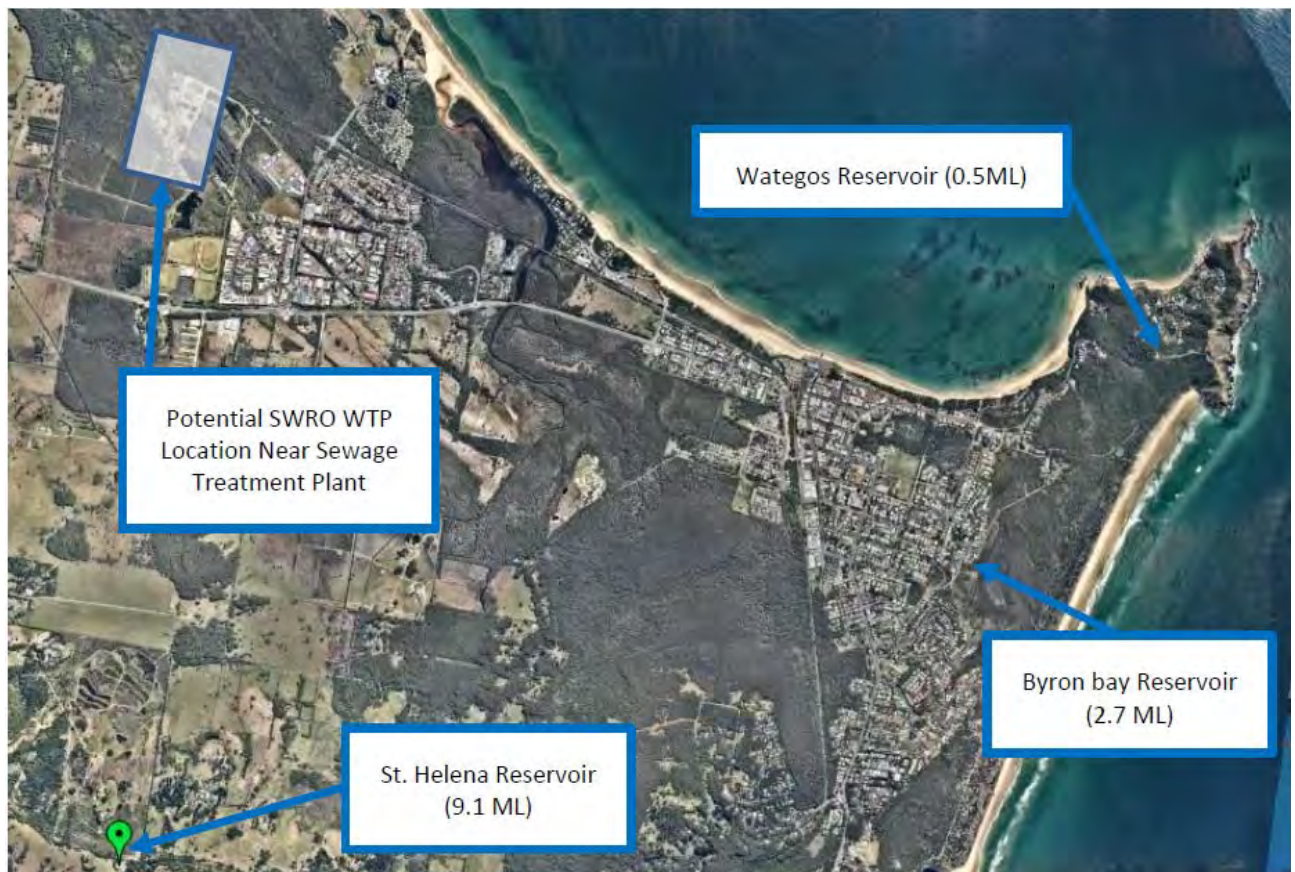 Wategos Reservoir (0.5ML)
Potential SWRO WTP
Location Near Sewage
Treatment Plant
Byron bay Reservoir
(2.7 ML)
St. Helena Reservoir
(9.1 ML)